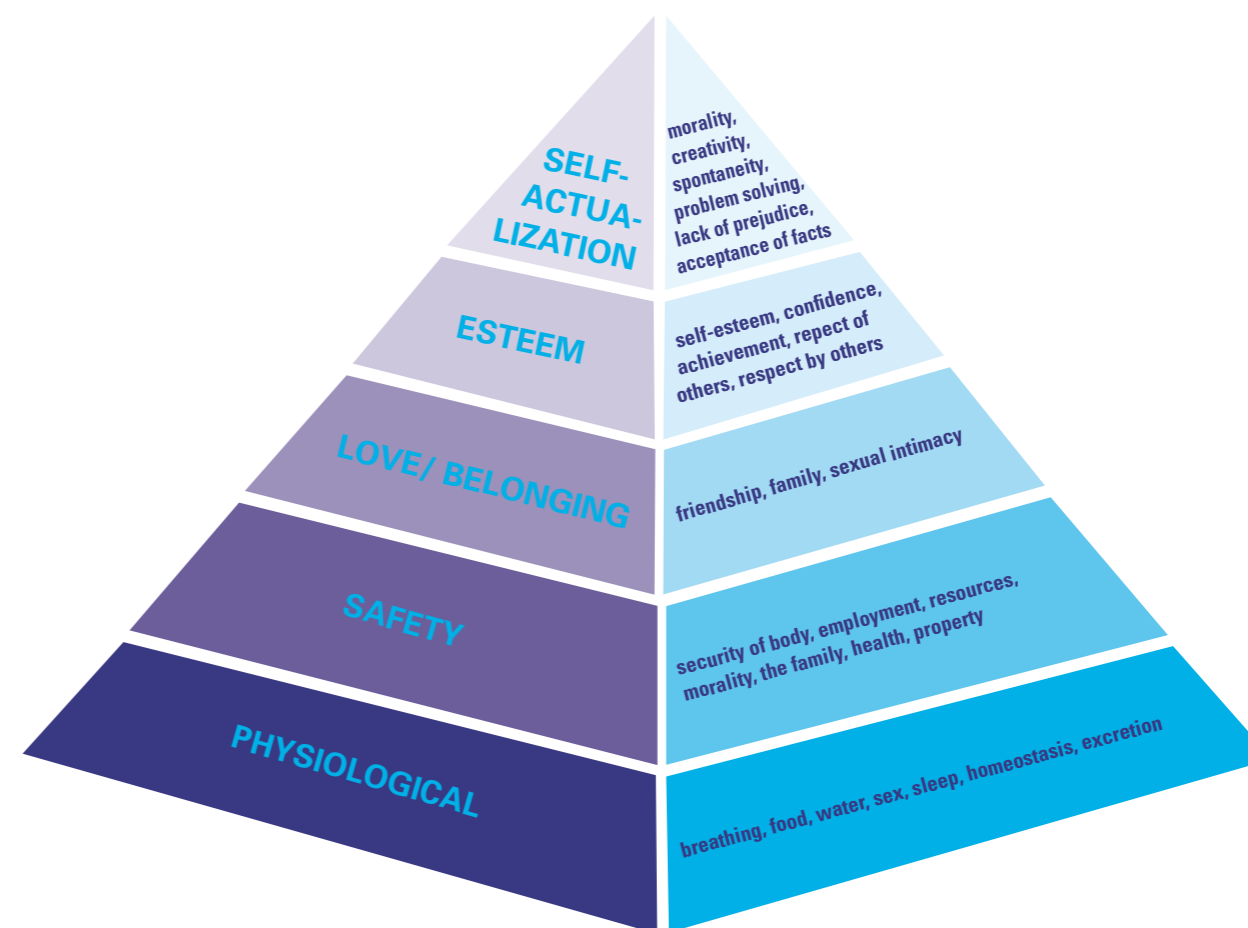 SELF-
ACTUA-
LIZATION
morality,
creativity,
spontaneity,
problem solving,
lack of prejudice,
acceptance of facts
ESTEEM
self-esteem, confidence,
achievement, repect of
others, respect by others
LOVE/ BELONGING
friendship, family, sexual intimacy
SAFETY
security of body, employment, resources,
morality, the family, health, property
PHYSIOLOGICAL
breathing, food, water, sex, sleep, homeostasis, excretion